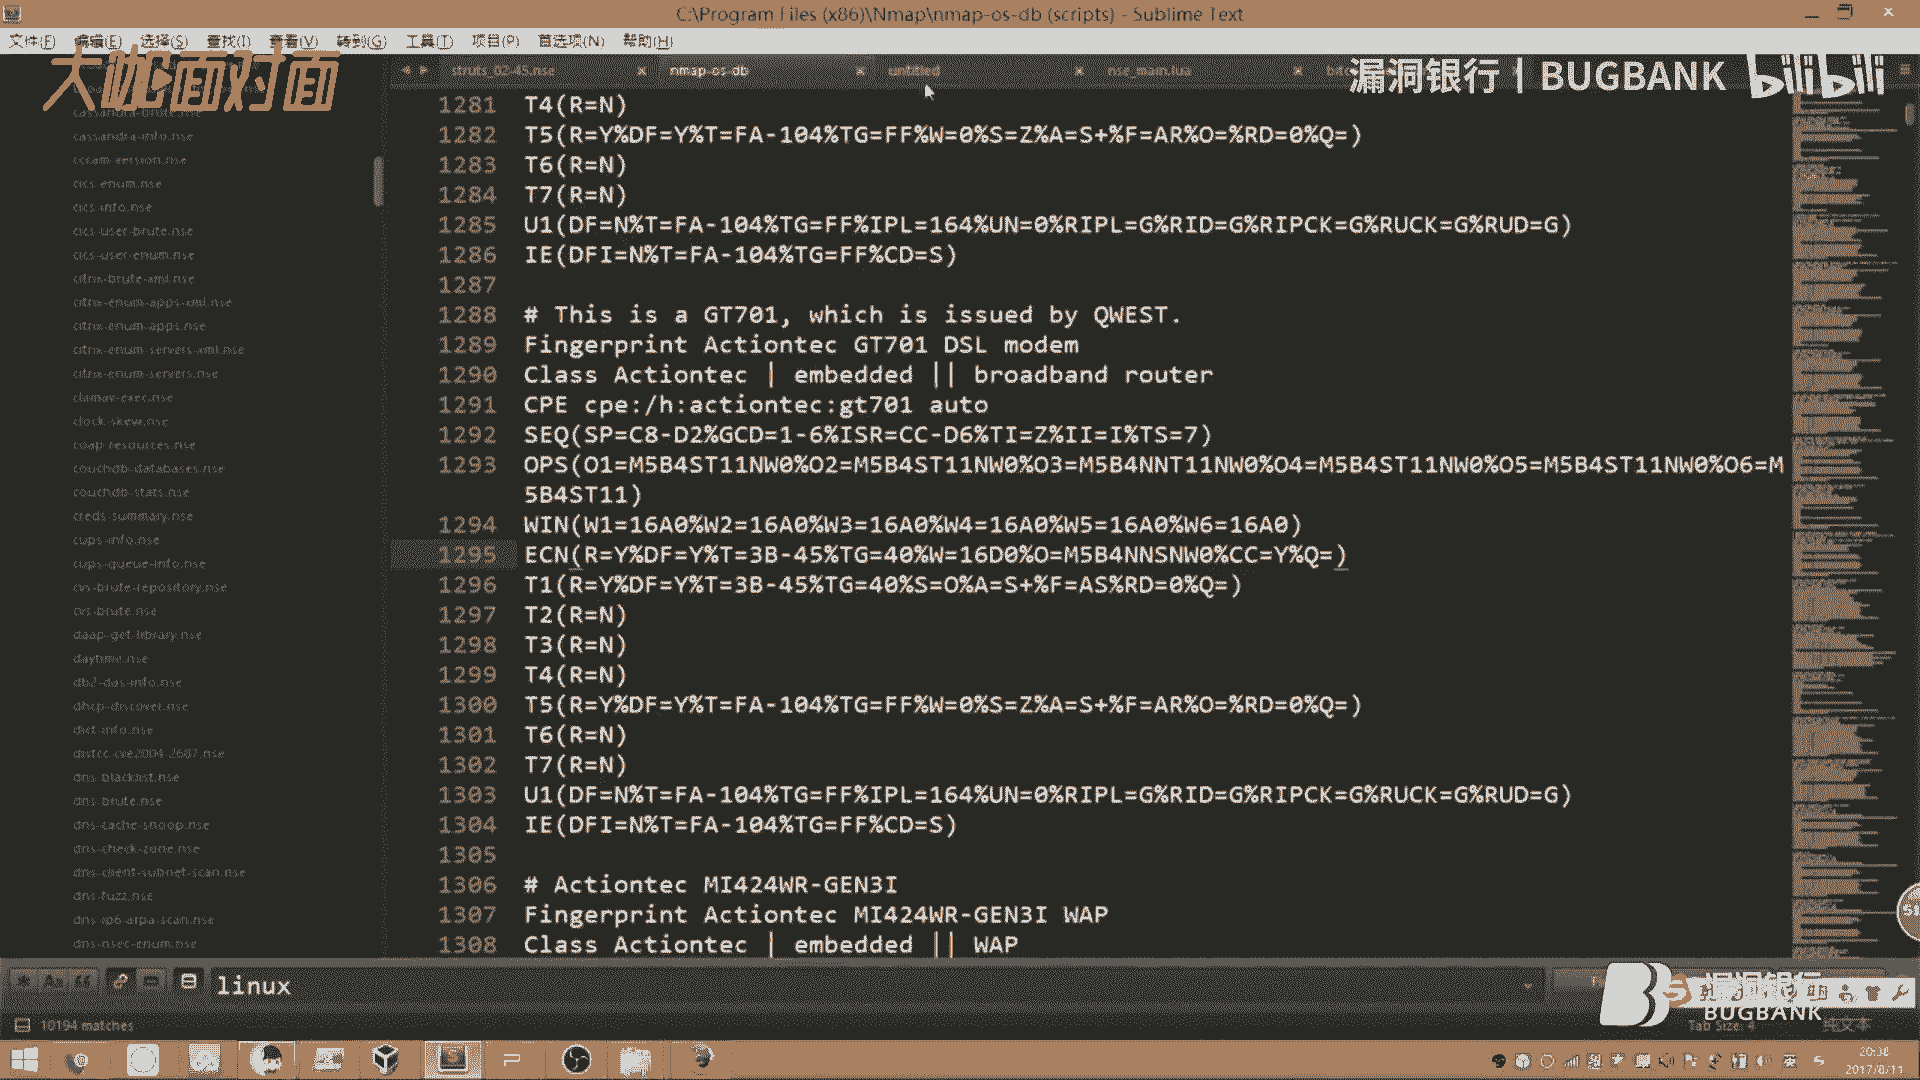 C:\Program Files (x86)\Nmap\nmap-os-db (scripts) - Sublime Text
文件(F) 编辑(E) 选择(S) 查找(I) 查看(V) 转到(G) 工具(T) 项目(P) 首选项(N) 帮助(H)
大咖面对面
漏洞银行丨BUGBANK bilibili
struts_02-45.nse nmap-os-db untitled nse_main.lua
cassandra-brute.nse
cassandra-info.nse
cccam-version.nse
cics-enum.nse
cics-info.nse
cics-user-brute.nse
cics-user-enum.nse
citrix-brute-xml.nse
citrix-enum-apps-xml.nse
citrix-enum-apps.nse
citrix-enum-servers-xml.nse
citrix-enum-servers.nse
clamav-exec.nse
clock-skew.nse
coap-resources.nse
couchdb-databases.nse
couchdb-stats.nse
creds-summary.nse
cups-info.nse
cups-queue-info.nse
cvs-brute-repository.nse
cvs-brute.nse
daap-get-library.nse
daytime.nse
db2-das-info.nse
dhcp-discover.nse
dict-info.nse
distcc-cve2004-2687.nse
dns-blacklist.nse
dns-brute.nse
dns-cache-snoop.nse
dns-check-zone.nse
dns-client-subnet-scan.nse
dns-fuzz.nse
dns-ip6-arpa-scan.nse
dns-nsec-enum.nse
1281 T4(R=N)
1282 T5(R=Y%DF=Y%T=FA-104%TG=FF%W=0%S=Z%A=S+%F=AR%O=%RD=0%Q=)
1283 T6(R=N)
1284 T7(R=N)
1285 U1(DF=N%T=FA-104%TG=FF%IPL=164%UN=0%RIPL=G%RID=G%RIPCK=G%RUCK=G%RUD=G)
1286 IE(DFI=N%T=FA-104%TG=FF%CD=S)
1287
1288 # This is a GT701, which is issued by QWEST.
1289 Fingerprint Actiontec GT701 DSL modem
1290 Class Actiontec | embedded || broadband router
1291 CPE cpe:/h:actiontec:gt701 auto
1292 SEQ(SP=C8-D2%GCD=1-6%ISR=CC-D6%TI=Z%II=I%TS=7)
1293 OPS(O1=M5B4ST11NW0%O2=M5B4ST11NW0%O3=M5B4NNT11NW0%O4=M5B4ST11NW0%O5=M5B4ST11NW0%O6=M
5B4ST11)
1294 WIN(W1=16A0%W2=16A0%W3=16A0%W4=16A0%W5=16A0%W6=16A0)
1295 ECN(R=Y%DF=Y%T=3B-45%TG=40%W=16D0%O=M5B4NNSNW0%CC=Y%Q=)
1296 T1(R=Y%DF=Y%T=3B-45%TG=40%S=O%A=S+%F=AS%RD=0%Q=)
1297 T2(R=N)
1298 T3(R=N)
1299 T4(R=N)
1300 T5(R=Y%DF=Y%T=FA-104%TG=FF%W=0%S=Z%A=S+%F=AR%O=%RD=0%Q=)
1301 T6(R=N)
1302 T7(R=N)
1303 U1(DF=N%T=FA-104%TG=FF%IPL=164%UN=0%RIPL=G%RID=G%RIPCK=G%RUCK=G%RUD=G)
1304 IE(DFI=N%T=FA-104%TG=FF%CD=S)
1305
1306 # Actiontec MI424WR-GEN3I
1307 Fingerprint Actiontec MI424WR-GEN3I WAP
1308 Class Actiontec | embedded || WAP
linux
漏洞银行
BUGBANK
10194 matches
Tab Size: 4 纯文本
20:38
2017/8/11